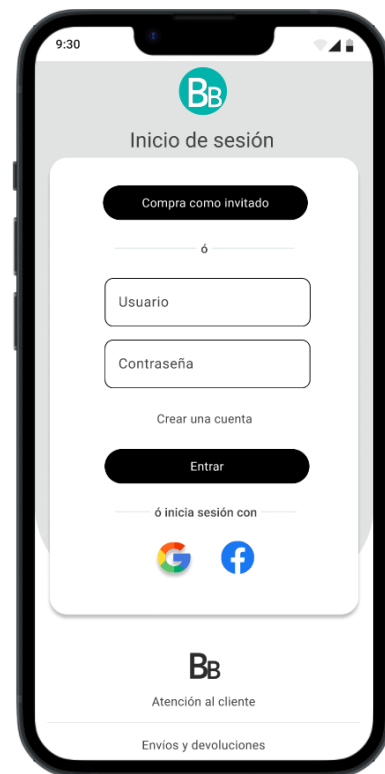 9:30
BB
Inicio de sesión
Compra como invitado
ó
Usuario
Contraseña
Crear una cuenta
Entrar
ó inicia sesión con
BB
Atención al cliente
Envíos y devoluciones